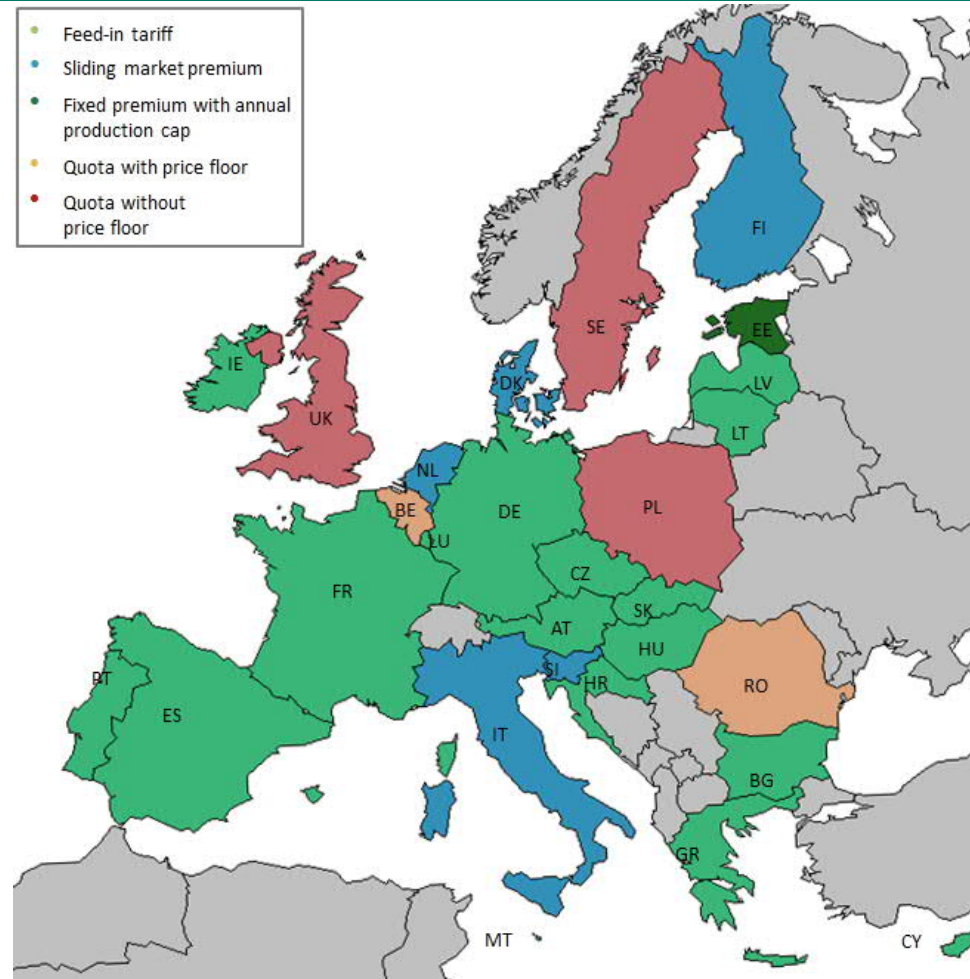 Feed-in tariff
Sliding market premium
Fixed premium with annual
production cap
Quota with price floor
Quota without
price floor
FI
SE
EE
IE
LV
DK
UK
LT
NL
BE
DE
PL
LU
CZ
FR
SK
AT
HU
SI
PT
HR
RO
ES
IT
BG
GR
MT
CY